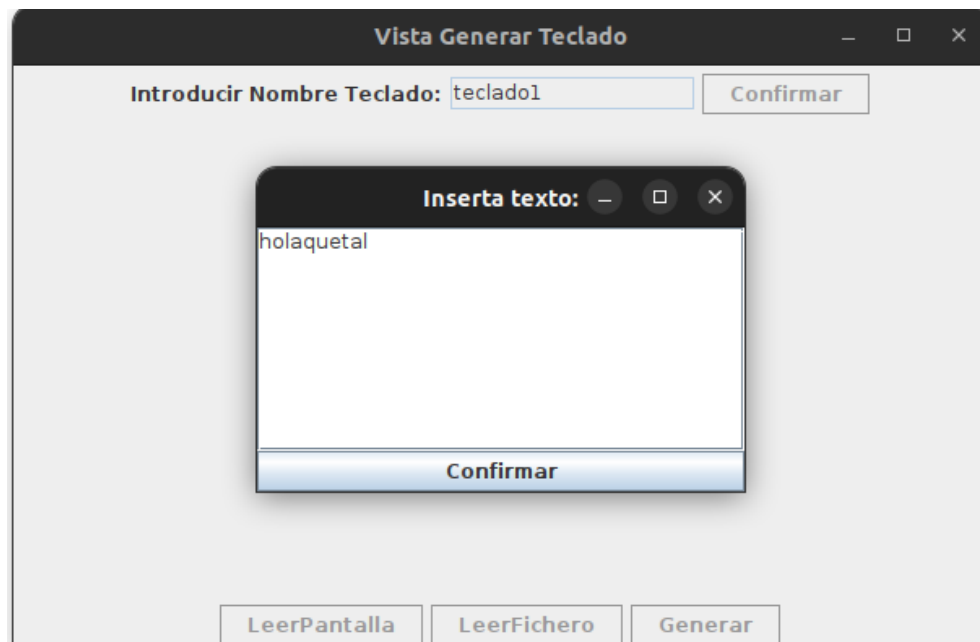 Vista Generar Teclado
Introducir Nombre Teclado: teclado1 Confirmar
Inserta texto:
holaquetal
Confirmar
LeerPantalla LeerFichero Generar